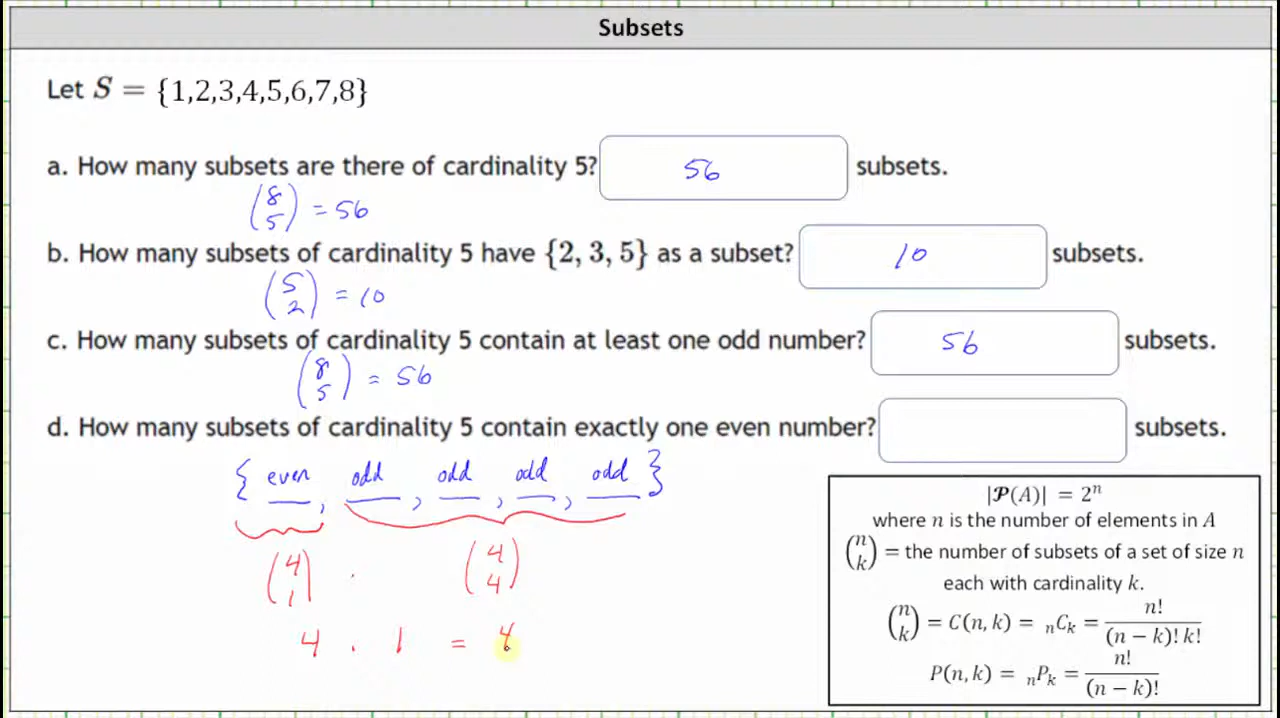 Subsets
Let S = {1,2,3,4,5,6,7,8}
a. How many subsets are there of cardinality 5? 56 subsets.
(8 5) = 56
b. How many subsets of cardinality 5 have {2, 3, 5} as a subset? 10 subsets.
(5 2) = 10
c. How many subsets of cardinality 5 contain at least one odd number? 56 subsets.
(8 5) = 56
d. How many subsets of cardinality 5 contain exactly one even number? subsets.
{ even , odd , odd , odd , odd }
(4 1) · (4 4)
4 · 1 = 4
|𝓟(A)| = 2ⁿ
where n is the number of elements in A
(n k) = the number of subsets of a set of size n
each with cardinality k.
(n k) = C(n, k) = ₙCₖ = n! / (n − k)! k!
P(n, k) = ₙPₖ = n! / (n − k)!